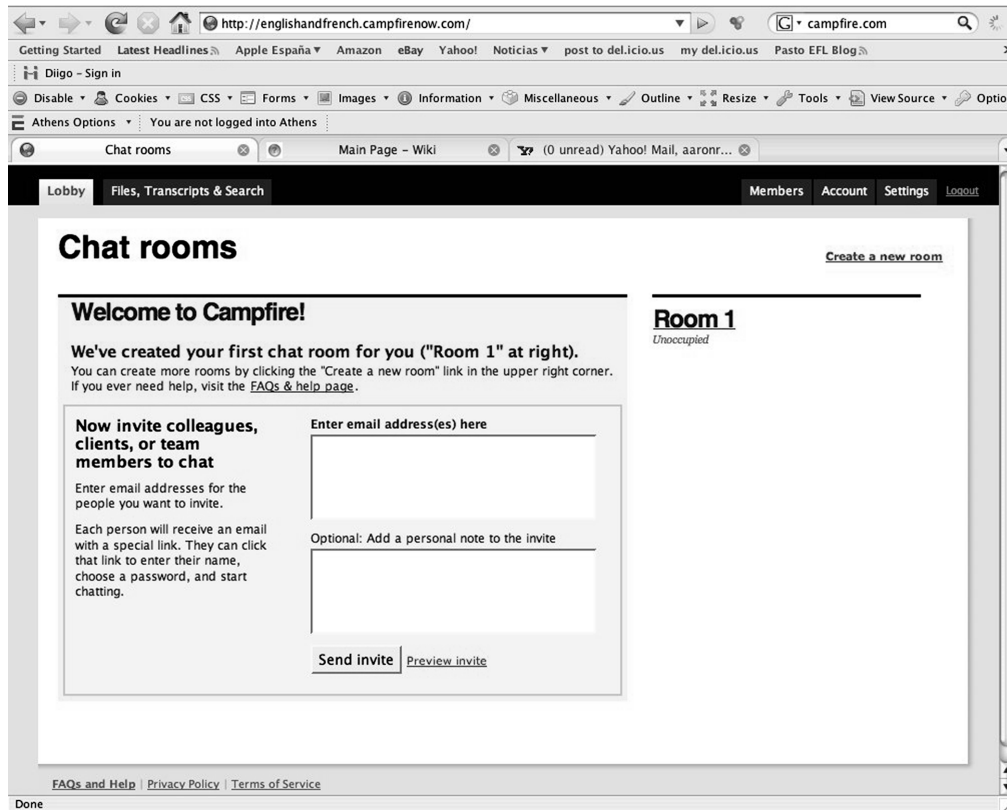 http://englishandfrench.campfirenow.com/ G campfire.com
Getting Started Latest Headlines Apple España Amazon eBay Yahoo! Noticias post to del.icio.us my del.icio.us Pasto EFL Blog
Diigo - Sign in
Disable Cookies CSS Forms Images Information Miscellaneous Outline Resize Tools View Source Optio
Athens Options You are not logged into Athens
Chat rooms Main Page - Wiki (0 unread) Yahoo! Mail, aaronr...
Lobby Files, Transcripts & Search Members Account Settings Logout
Chat rooms
Create a new room
Welcome to Campfire!
We've created your first chat room for you ("Room 1" at right).
You can create more rooms by clicking the "Create a new room" link in the upper right corner.
If you ever need help, visit the FAQs & help page.
Now invite colleagues,
clients, or team
members to chat
Enter email addresses for the
people you want to invite.
Each person will receive an email
with a special link. They can click
that link to enter their name,
choose a password, and start
chatting.
Enter email address(es) here
Optional: Add a personal note to the invite
Send invite Preview invite
Room 1
Unoccupied
FAQs and Help | Privacy Policy | Terms of Service
Done